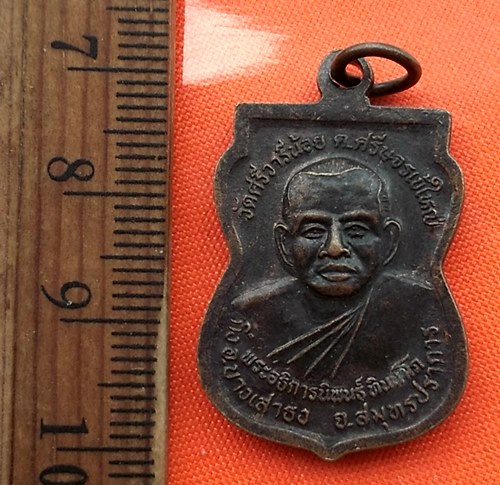 7
8
9
10
วัดศรีวารีน้อย ต.ศรีษะจรเข้ใหญ่
พระอธิการนิพนธ์
กิ่ง อ.บางเสาธง จ.สมุทรปราการ